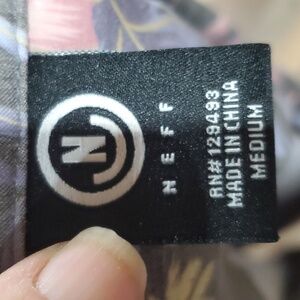 N
NEFF
RN# 129493
MADE IN CHINA
MEDIUM